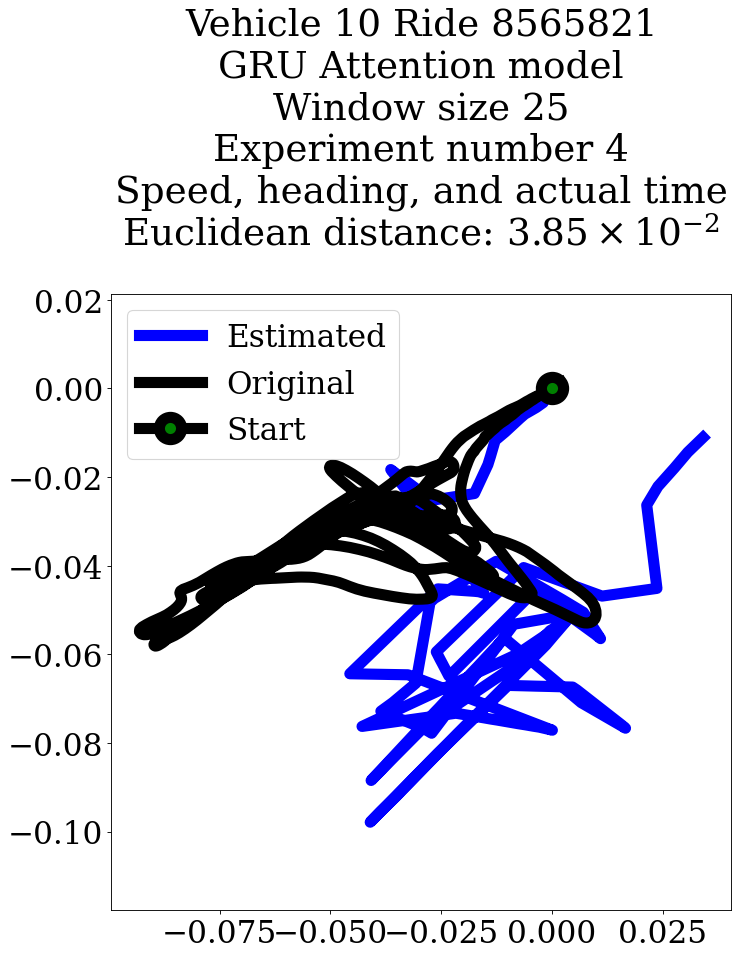 Vehicle 10 Ride 8565821
GRU Attention model
Window size 25
Experiment number 4
Speed, heading, and actual time
Euclidean distance: 3.85 × 10⁻²
Estimated
Original
Start
0.02
0.00
−0.02
−0.04
−0.06
−0.08
−0.10
−0.075 −0.050 −0.025 0.000 0.025